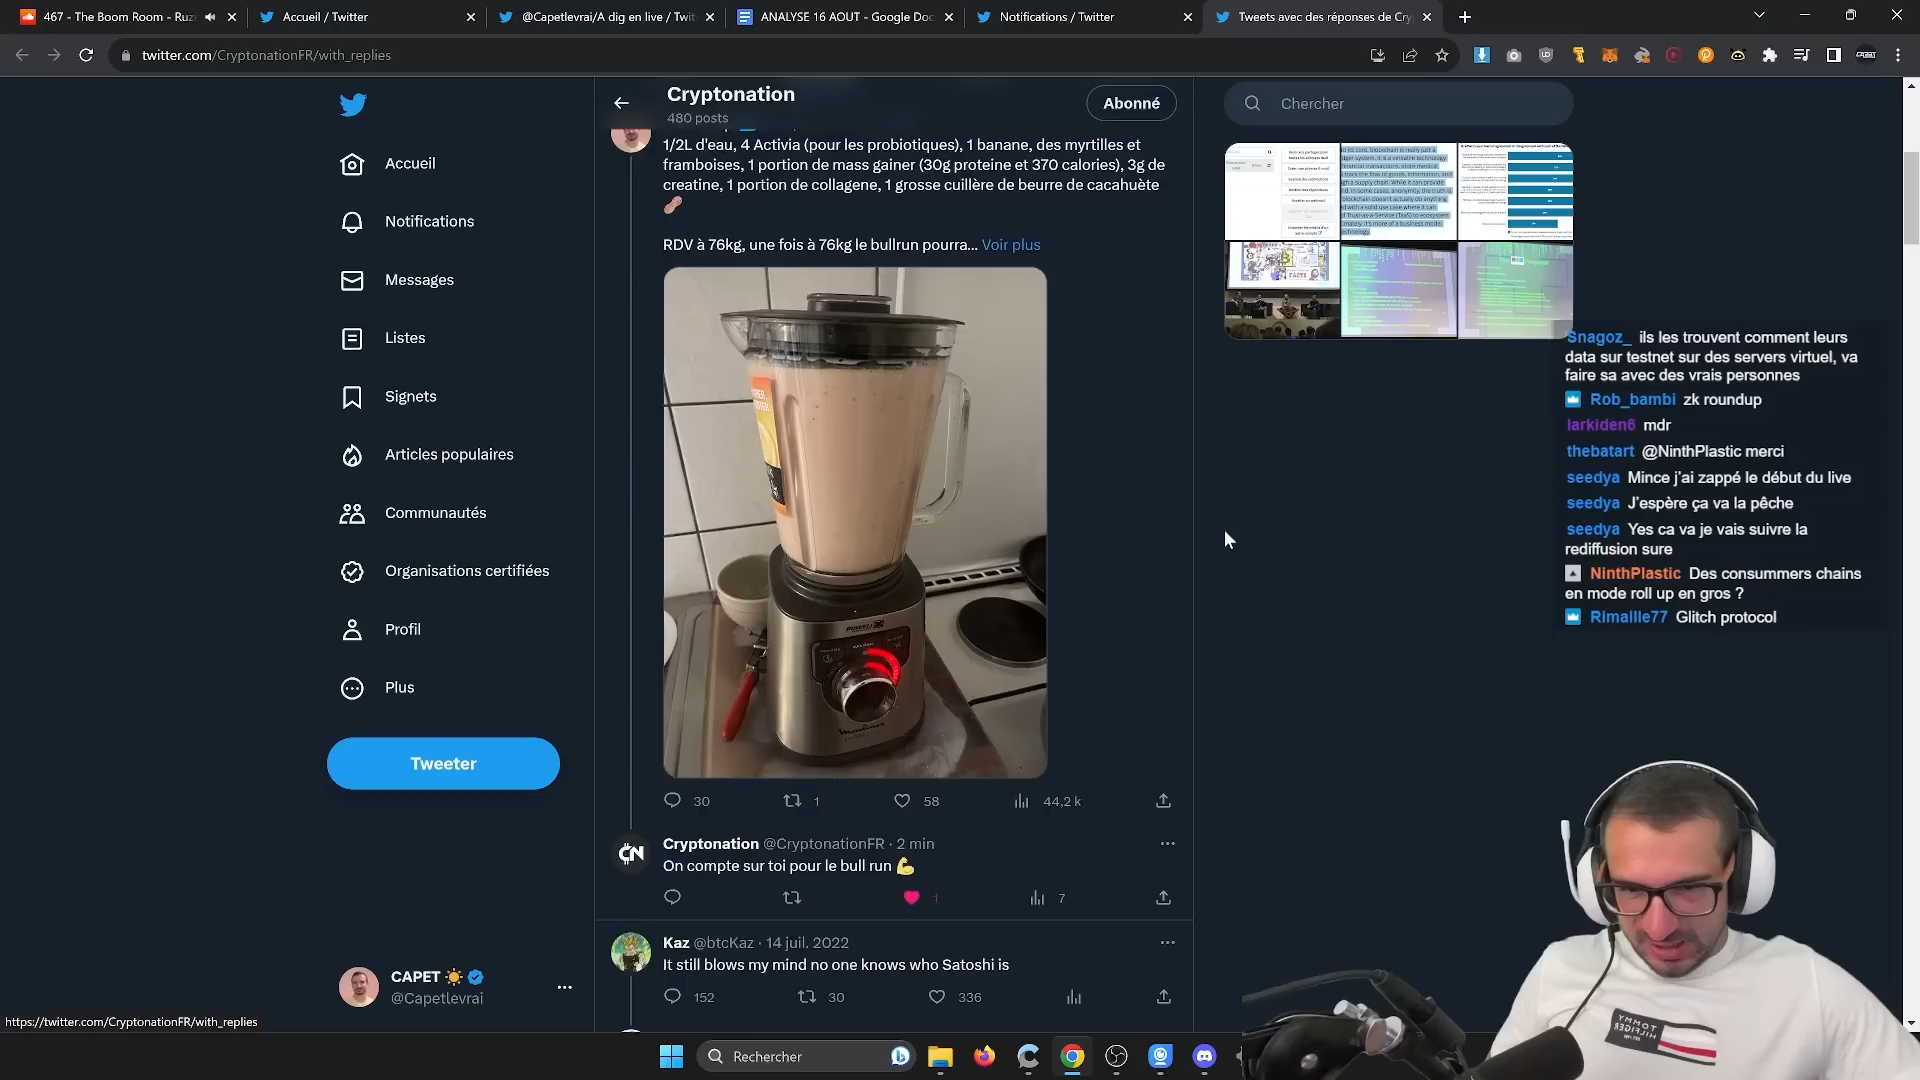 467 - The Boom Room - Ruz
Accueil / Twitter
@Capetlevrai/A dig en live / Twit
ANALYSE 16 AOUT - Google Doc
Notifications / Twitter
Tweets avec des réponses de Cry
twitter.com/CryptonationFR/with_replies
Cryptonation
480 posts
Abonné
Chercher
Accueil
Notifications
Messages
Listes
Signets
Articles populaires
Communautés
Organisations certifiées
Profil
Plus
Tweeter
CAPET
@Capetlevrai
1/2L d'eau, 4 Activia (pour les probiotiques), 1 banane, des myrtilles et
framboises, 1 portion de mass gainer (30g proteine et 370 calories), 3g de
creatine, 1 portion de collagene, 1 grosse cuillère de beurre de cacahuète
🥜
RDV à 76kg, une fois à 76kg le bullrun pourra... Voir plus
POWELIX
Moulinex
30 1 58 44,2 k
Cryptonation @CryptonationFR · 2 min
On compte sur toi pour le bull run 💪
1 7
Kaz @btcKaz · 14 juil. 2022
It still blows my mind no one knows who Satoshi is
152 30 336
FACTS
Snagoz_ ils les trouvent comment leurs
data sur testnet sur des servers virtuel, va
faire sa avec des vrais personnes
Rob_bambi zk roundup
larkiden6 mdr
thebatart @NinthPlastic merci
seedya Mince j'ai zappé le début du live
seedya J'espère ça va la pêche
seedya Yes ca va je vais suivre la
rediffusion sure
NinthPlastic Des consummers chains
en mode roll up en gros ?
Rimaille77 Glitch protocol
TOMMY
HILFIGER
https://twitter.com/CryptonationFR/with_replies
Rechercher